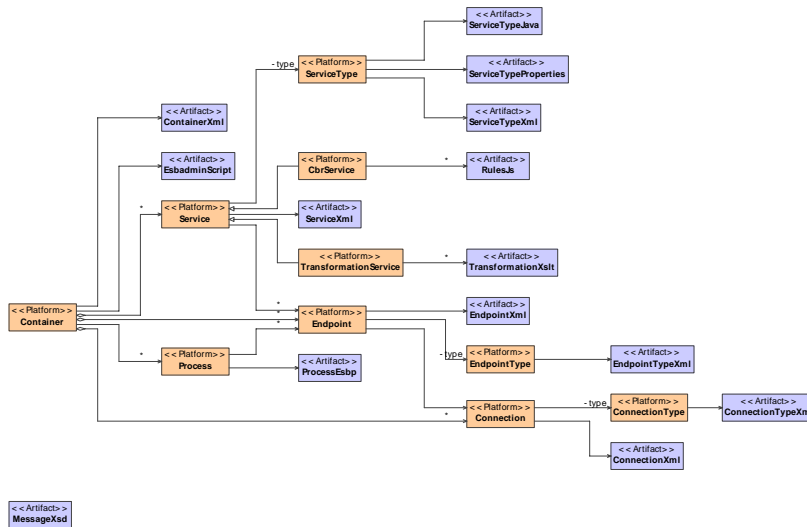 << Artifact >>
ServiceTypeJava
- type
<< Platform >>
ServiceType
<< Artifact >>
ServiceTypeProperties
<< Artifact >>
ContainerXml
<< Artifact >>
ServiceTypeXml
<< Artifact >>
EsbadminScript
<< Platform >>
CbrService
*
<< Artifact >>
RulesJs
*
<< Platform >>
Service
<< Artifact >>
ServiceXml
<< Platform >>
TransformationService
*
<< Artifact >>
TransformationXslt
<< Platform >>
Container
*
*
*
<< Platform >>
Endpoint
<< Artifact >>
EndpointXml
*
<< Platform >>
Process
<< Artifact >>
ProcessEsbp
- type
<< Platform >>
EndpointType
<< Artifact >>
EndpointTypeXml
*
<< Platform >>
Connection
- type
<< Platform >>
ConnectionType
<< Artifact >>
ConnectionTypeXm
<< Artifact >>
ConnectionXml
<< Artifact >>
MessageXsd